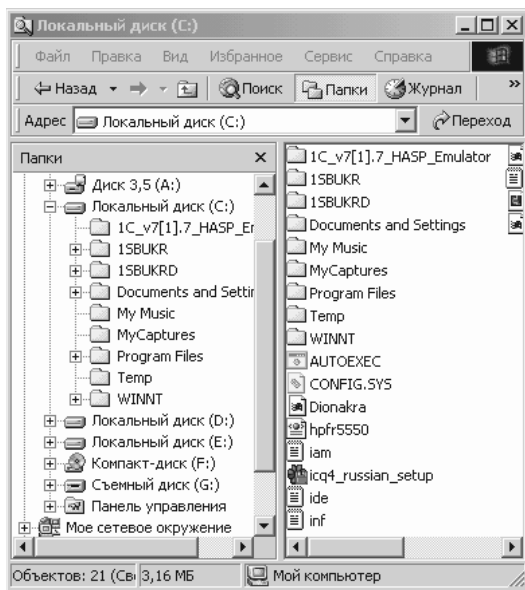 Локальный диск (C:)
Файл Правка Вид Избранное Сервис Справка
Назад Поиск Папки Журнал »
Адрес Локальный диск (C:) Переход
Папки
Диск 3,5 (A:)
Локальный диск (C:)
1C_v7[1].7_HASP_Er
1SBUKR
1SBUKRD
Documents and Settin
My Music
MyCaptures
Program Files
Temp
WINNT
Локальный диск (D:)
Локальный диск (E:)
Компакт-диск (F:)
Съемный диск (G:)
Панель управления
Мое сетевое окружение
1C_v7[1].7_HASP_Emulator
1SBUKR
1SBUKRD
Documents and Settings
My Music
MyCaptures
Program Files
Temp
WINNT
AUTOEXEC
CONFIG.SYS
Dionakra
hpfr5550
iam
icq4_russian_setup
ide
inf
Объектов: 21 (Св 3,16 МБ Мой компьютер